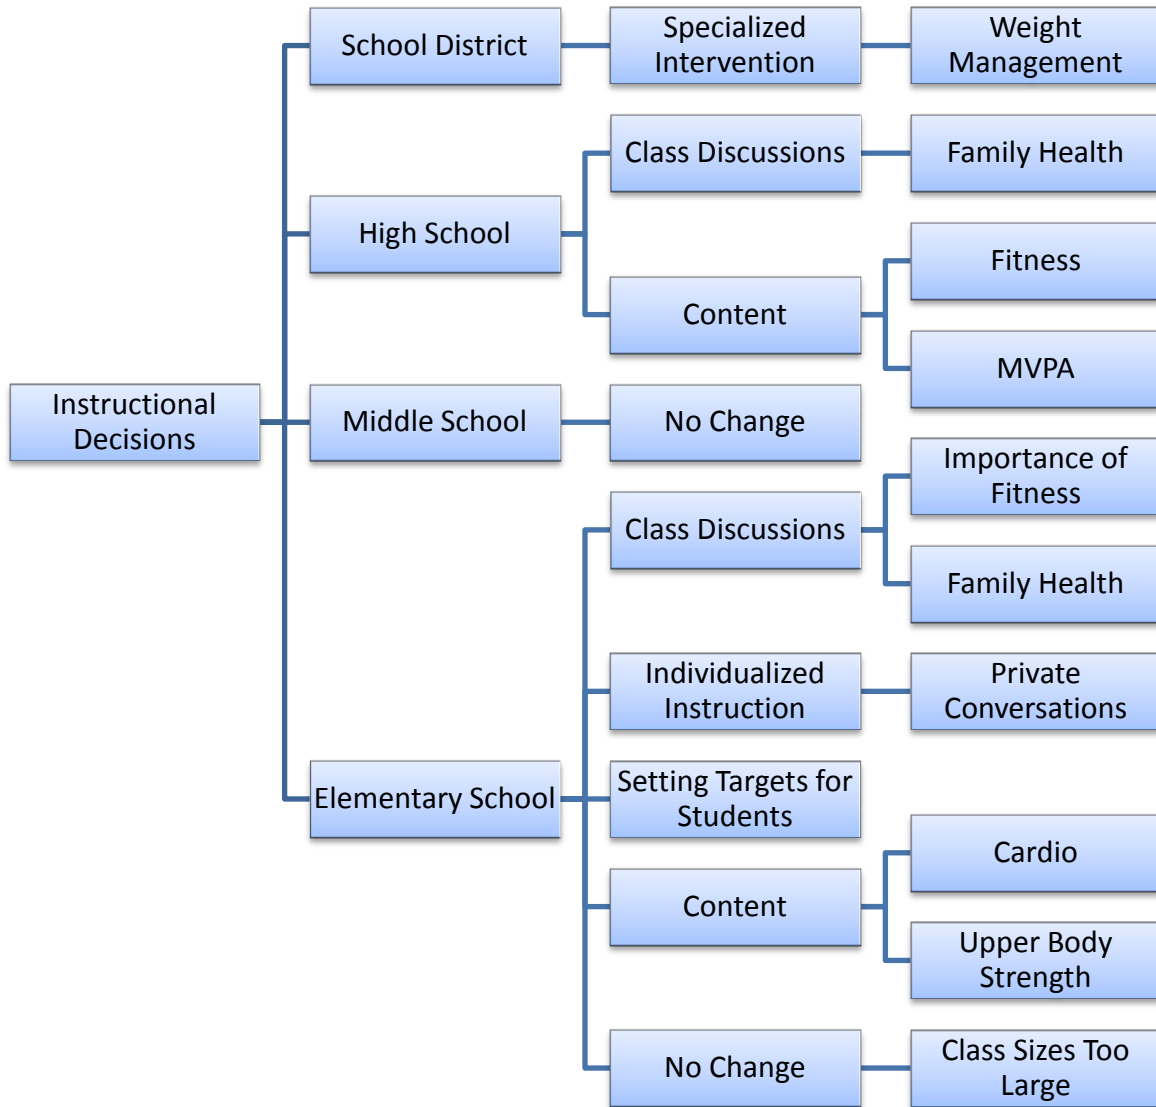 School District
Specialized
Intervention
Weight
Management
Class Discussions
Family Health
High School
Fitness
Content
MVPA
Instructional
Decisions
Middle School
No Change
Importance of
Fitness
Class Discussions
Family Health
Individualized
Instruction
Private
Conversations
Elementary School
Setting Targets for
Students
Cardio
Content
Upper Body
Strength
No Change
Class Sizes Too
Large